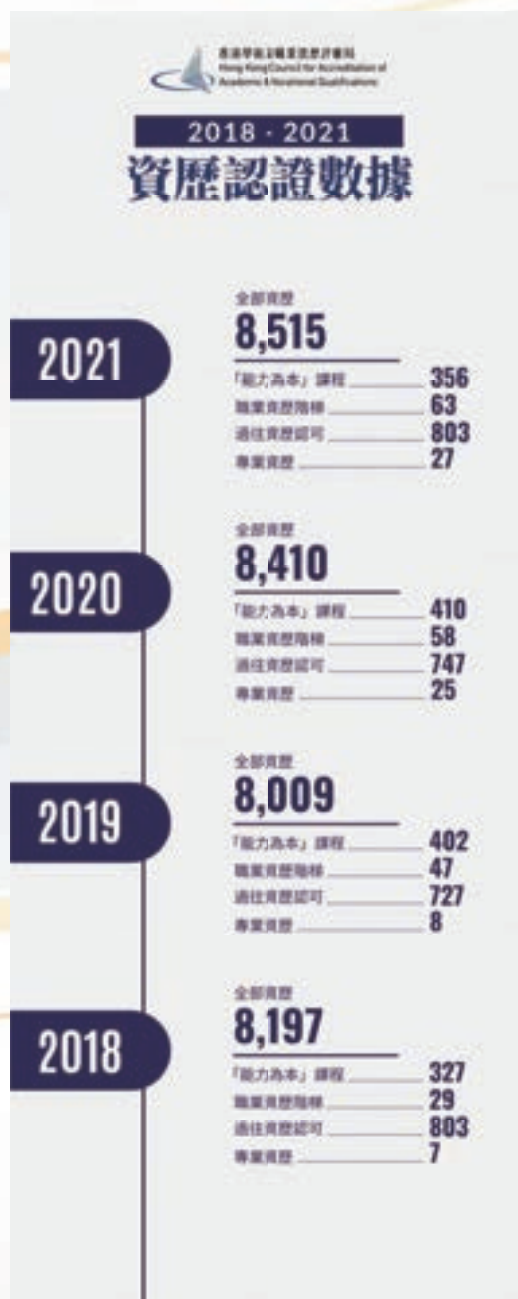 香港學術及職業資歷評審局
Hong Kong Council for Accreditation of
Academic & Vocational Qualifications
2018 - 2021
資歷認證數據
2021
全部資歷
8,515
「能力為本」課程 356
職業資歷階梯 63
過往資歷認可 803
專業資歷 27
2020
全部資歷
8,410
「能力為本」課程 410
職業資歷階梯 58
過往資歷認可 747
專業資歷 25
2019
全部資歷
8,009
「能力為本」課程 402
職業資歷階梯 47
過往資歷認可 727
專業資歷 8
2018
全部資歷
8,197
「能力為本」課程 327
職業資歷階梯 29
過往資歷認可 803
專業資歷 7